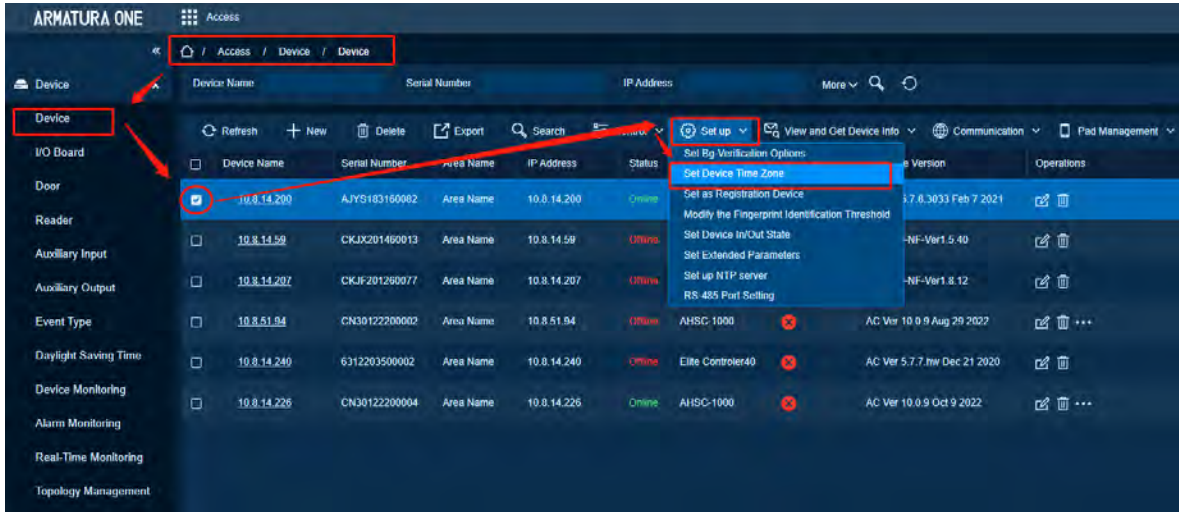 ARMATURA ONE
Access
« / Access / Device / Device
Device
Device Name Serial Number IP Address More
Device
Refresh New Delete Export Search Set up View and Get Device Info Communication Pad Management
I/O Board
Set Bg-Verification Options
Device Name Serial Number Area Name IP Address Status Version Operations
Set Device Time Zone
Door
10.8.14.200 AJYS183160082 Area Name 10.8.14.200 Online Set as Registration Device 3033 Feb 7 2021
Reader
Modify the Fingerprint Identification Threshold
10.8.14.59 CKJX201460013 Area Name 10.8.14.59 Offline Set Device In/Out State -NF-Ver1.5.40
Auxiliary Input
Set Extended Parameters
Auxiliary Output
10.8.14.207 CKJF201260077 Area Name 10.8.14.207 Offline Set up NTP server -NF-Ver1.8.12
RS-485 Port Setting
Event Type
10.8.51.94 CN30122200002 Area Name 10.8.51.94 Offline AHSC-1000 AC Ver 10.0.9 Aug 29 2022
Daylight Saving Time
10.8.14.240 6312203500002 Area Name 10.8.14.240 Offline Elite Controler40 AC Ver 5.7.7.nw Dec 21 2020
Device Monitoring
10.8.14.226 CN30122200004 Area Name 10.8.14.226 Online AHSC-1000 AC Ver 10.0.9 Oct 9 2022
Alarm Monitoring
Real-Time Monitoring
Topology Management